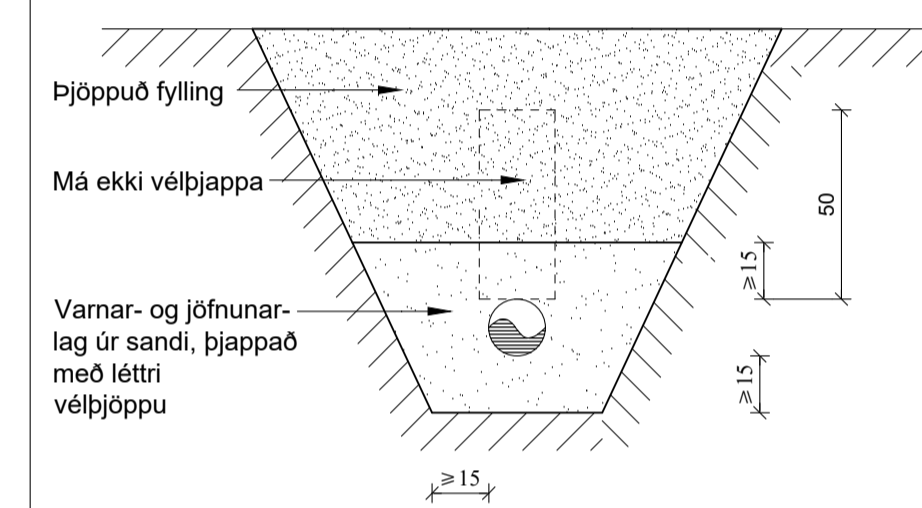 Þjöppuð fylling
Má ekki vélþjappa
50
≥15
Varnar- og jöfnunar-
lag úr sandi, þjappað
með léttri
vélþjöppu
≥15
≥15